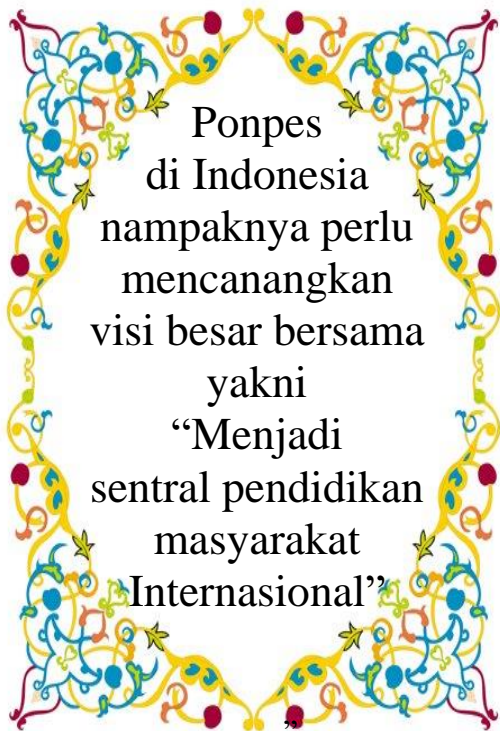 Ponpes
di Indonesia
nampaknya perlu
mencanangkan
visi besar bersama
yakni
“Menjadi
sentral pendidikan
masyarakat
Internasional”
”